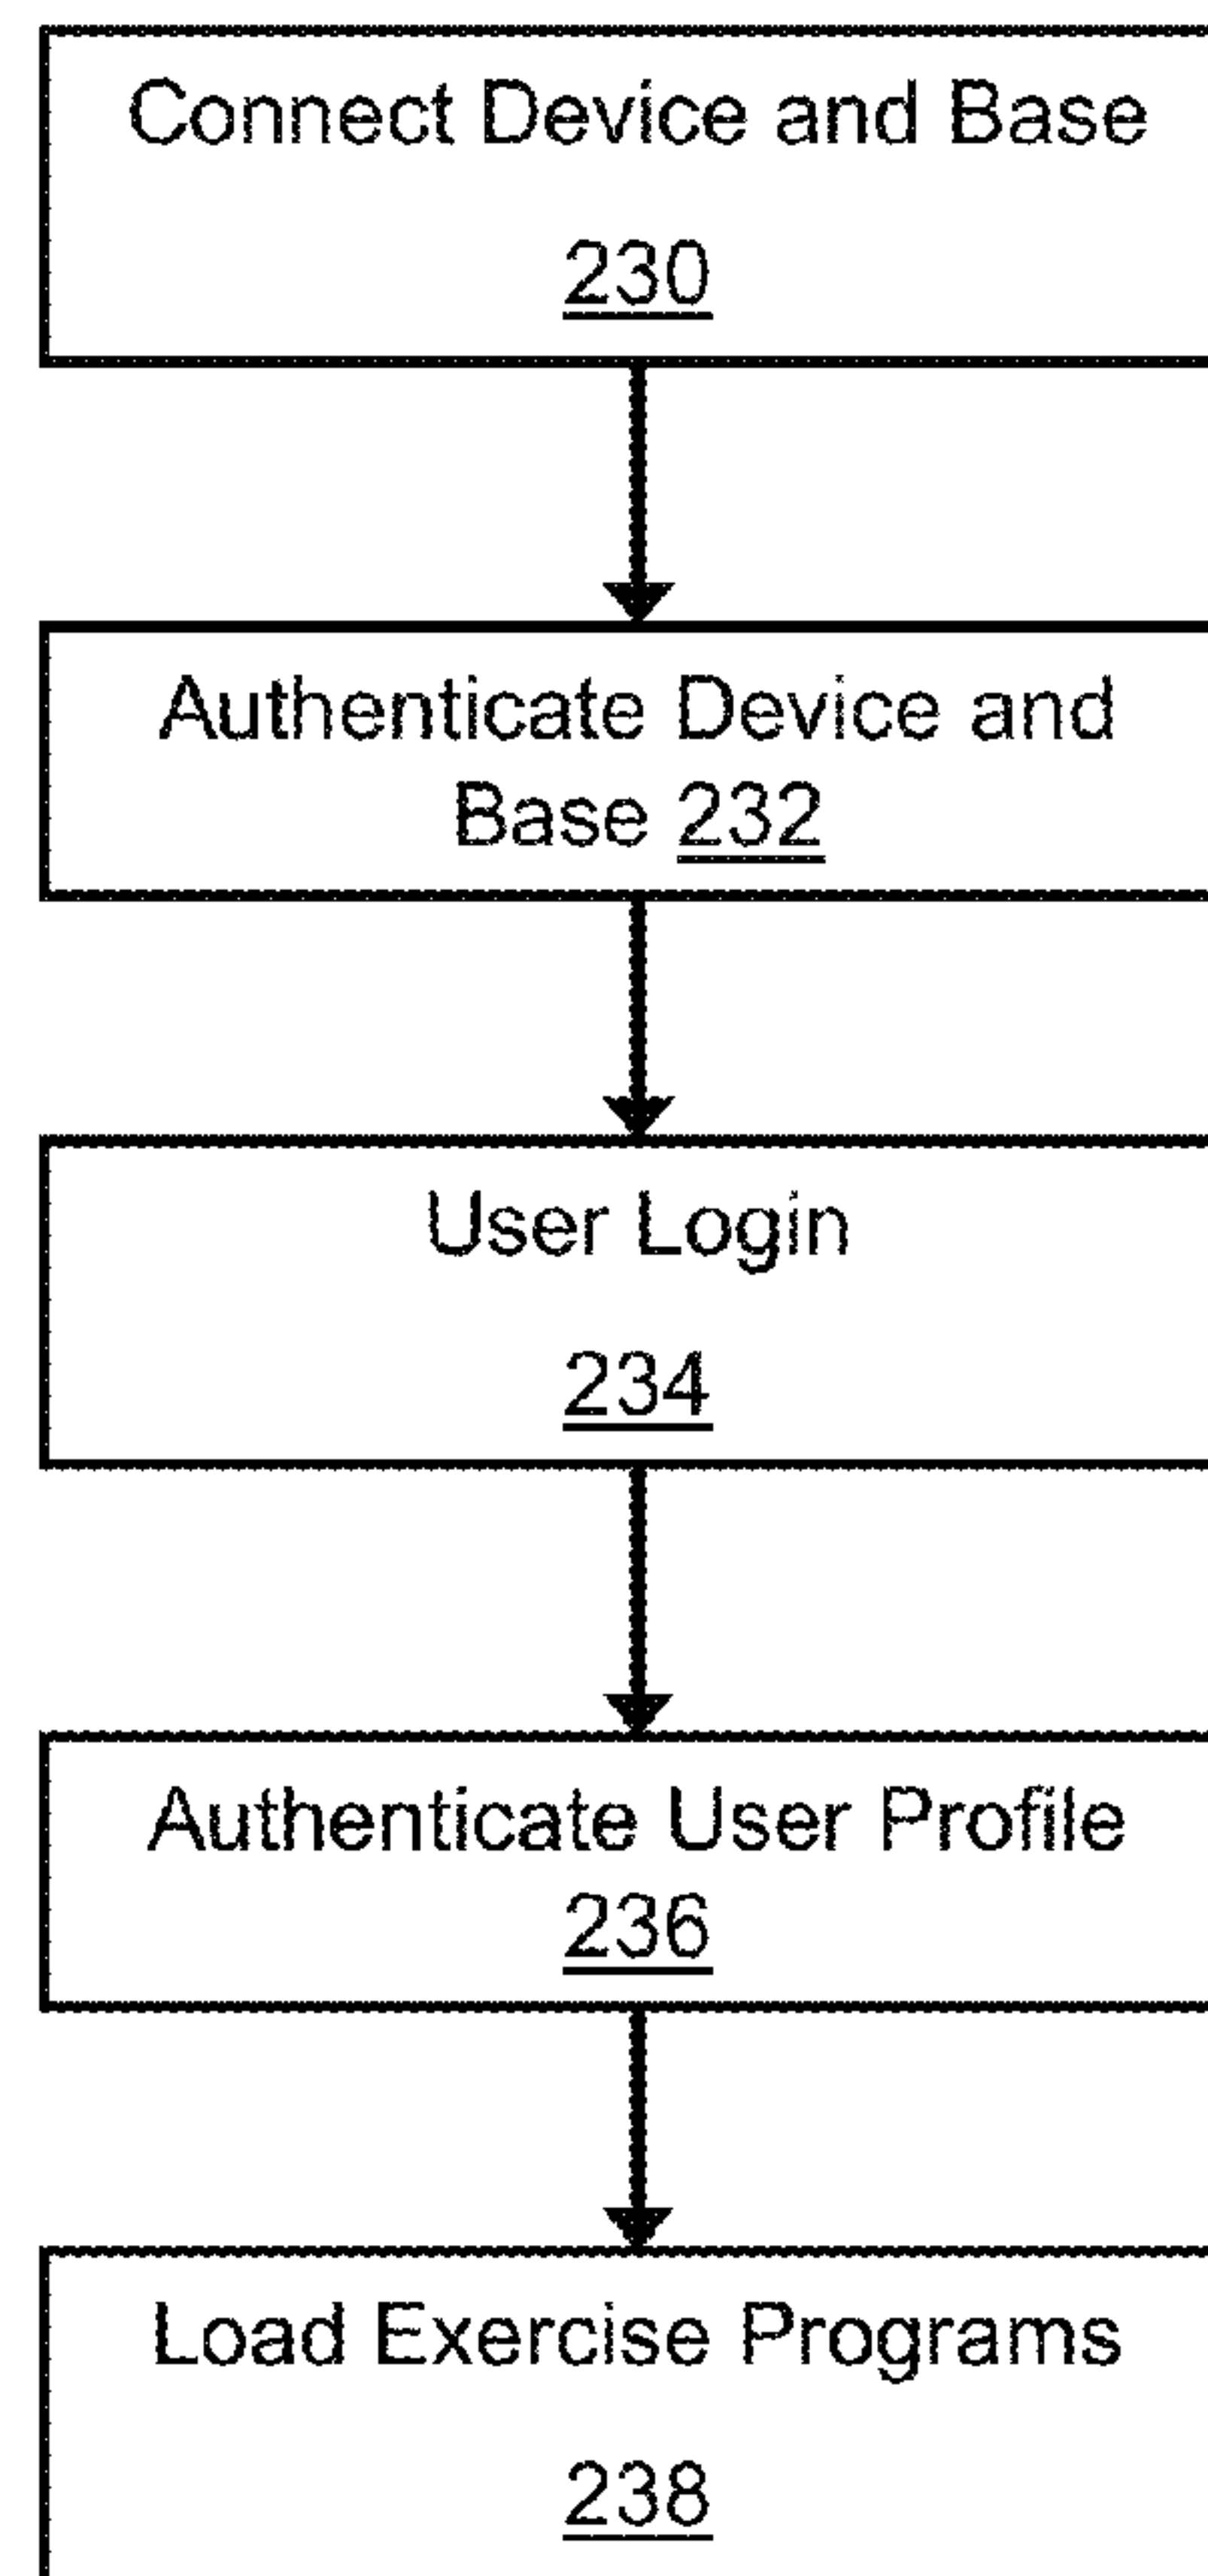 Connect Device and Base
230
Authenticate Device and
Base 232
User Login
234
Authenticate User Profile
236
Load Exercise Programs
238